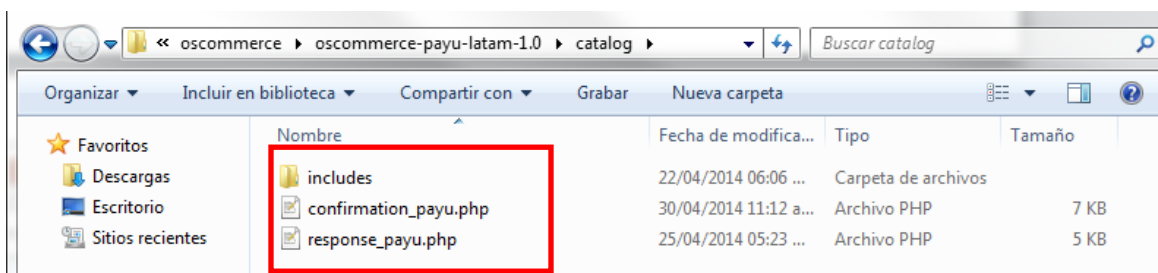 « oscommerce ▸ oscommerce-payu-latam-1.0 ▸ catalog ▸ Buscar catalog
Organizar Incluir en biblioteca Compartir con Grabar Nueva carpeta
Favoritos Nombre Fecha de modifica... Tipo Tamaño
Descargas includes 22/04/2014 06:06 ... Carpeta de archivos
Escritorio confirmation_payu.php 30/04/2014 11:12 a... Archivo PHP 7 KB
Sitios recientes response_payu.php 25/04/2014 05:23 ... Archivo PHP 5 KB